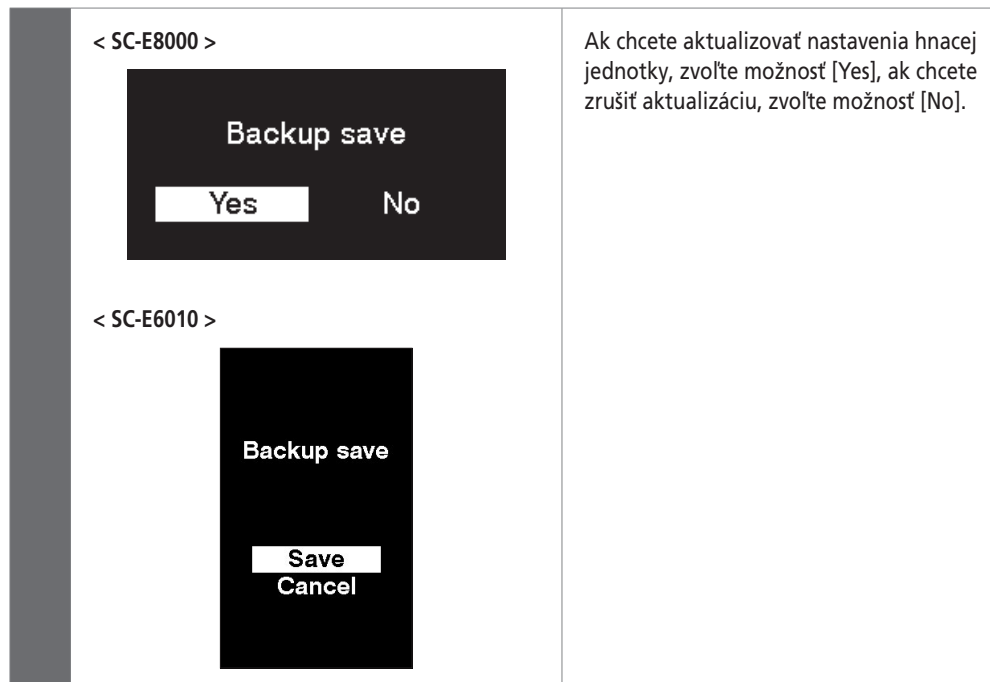 < SC-E8000 >
Backup save
Yes No
< SC-E6010 >
Backup save
Save
Cancel
Ak chcete aktualizovať nastavenia hnacej
jednotky, zvoľte možnosť [Yes], ak chcete
zrušiť aktualizáciu, zvoľte možnosť [No].